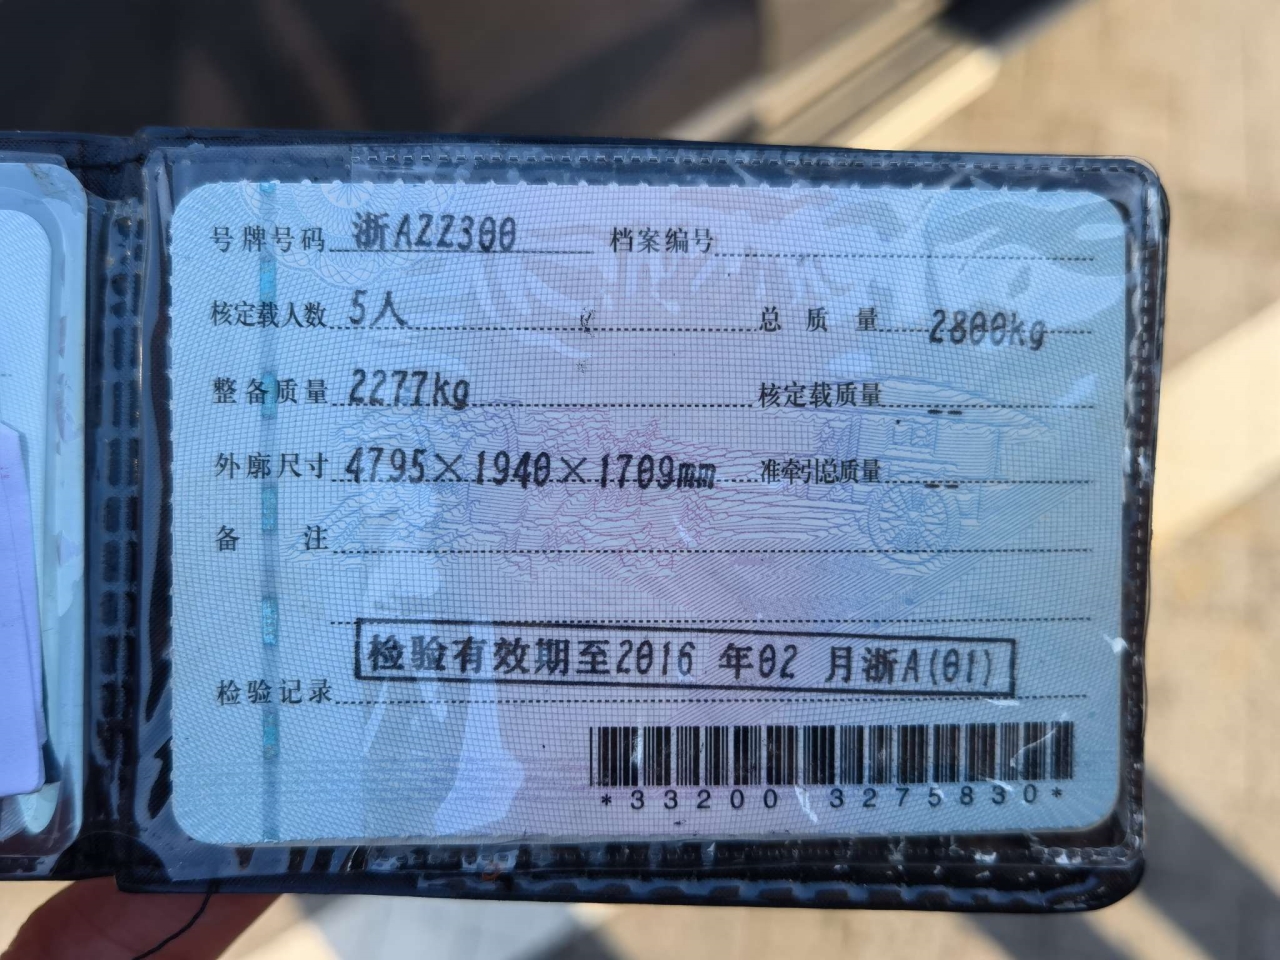 号牌号码 浙AZZ300 档案编号
核定载人数 5人 总质量 2800kg
整备质量 2277kg 核定载质量 --
外廓尺寸 4795×1940×1709mm 准牵引总质量 --
备注
检验有效期至2016 年02 月浙A(01)
检验记录
*33200 3275830*